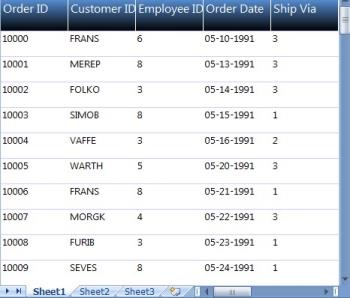 Order ID Customer ID Employee ID Order Date Ship Via
10000 FRANS 6 05-10-1991 3
10001 MEREP 8 05-13-1991 3
10002 FOLKO 3 05-14-1991 3
10003 SIMOB 8 05-15-1991 1
10004 VAFFE 3 05-16-1991 2
10005 WARTH 5 05-20-1991 3
10006 FRANS 8 05-21-1991 1
10007 MORGK 4 05-22-1991 3
10008 FURIB 3 05-23-1991 1
10009 SEVES 8 05-24-1991 1
Sheet1 Sheet2 Sheet3